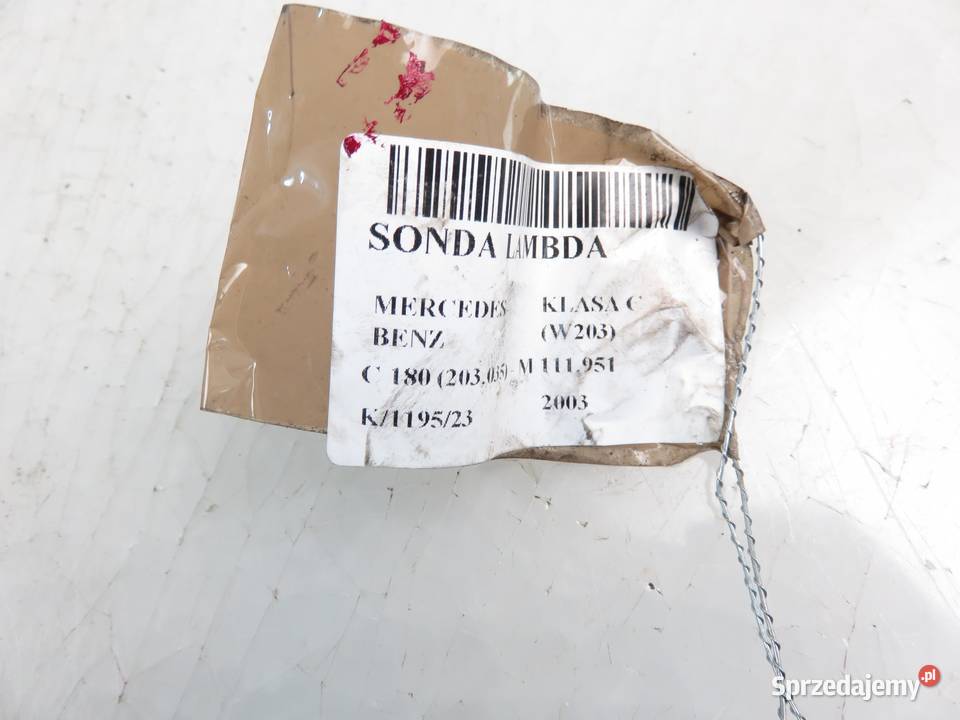 SONDA LAMBDA
MERCEDES BENZ
KLASA C (W203)
C 180 (203,035) - M 111,951
K/1195/23
2003
Sprzedajemy.pl